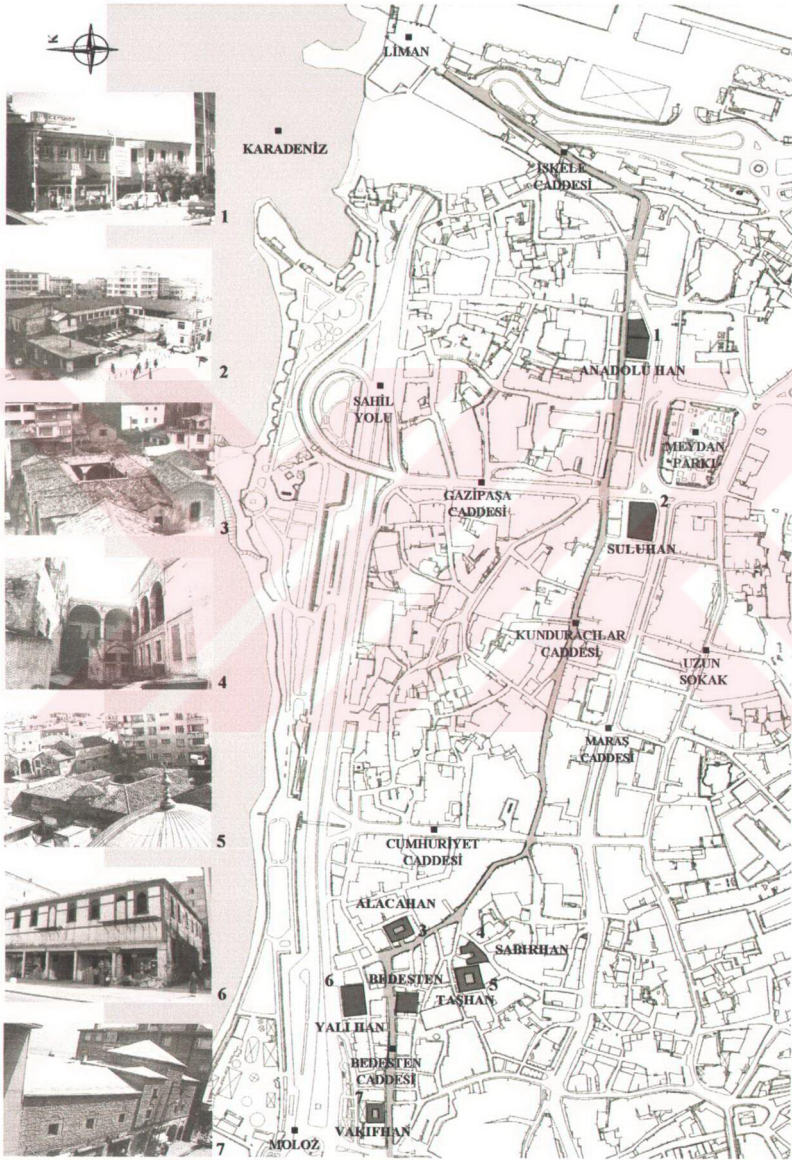 K
LİMAN
KARADENİZ
İSKELE
CADDESİ
1
1
ANADOLU HAN
2
SAHİL
YOLU
MEYDAN
PARKI
GAZİPAŞA
CADDESİ
2
SULUHAN
3
KUNDURACILAR
CADDESİ
UZUN
SOKAK
4
MARAŞ
CADDESİ
5
CUMHURİYET
CADDESİ
ALACAHAN
3
4
SABIRHAN
6
BEDESTEN
5
TAŞHAN
6
YALI HAN
BEDESTEN
CADDESİ
7
VAKIFHAN
MOLOZ
7